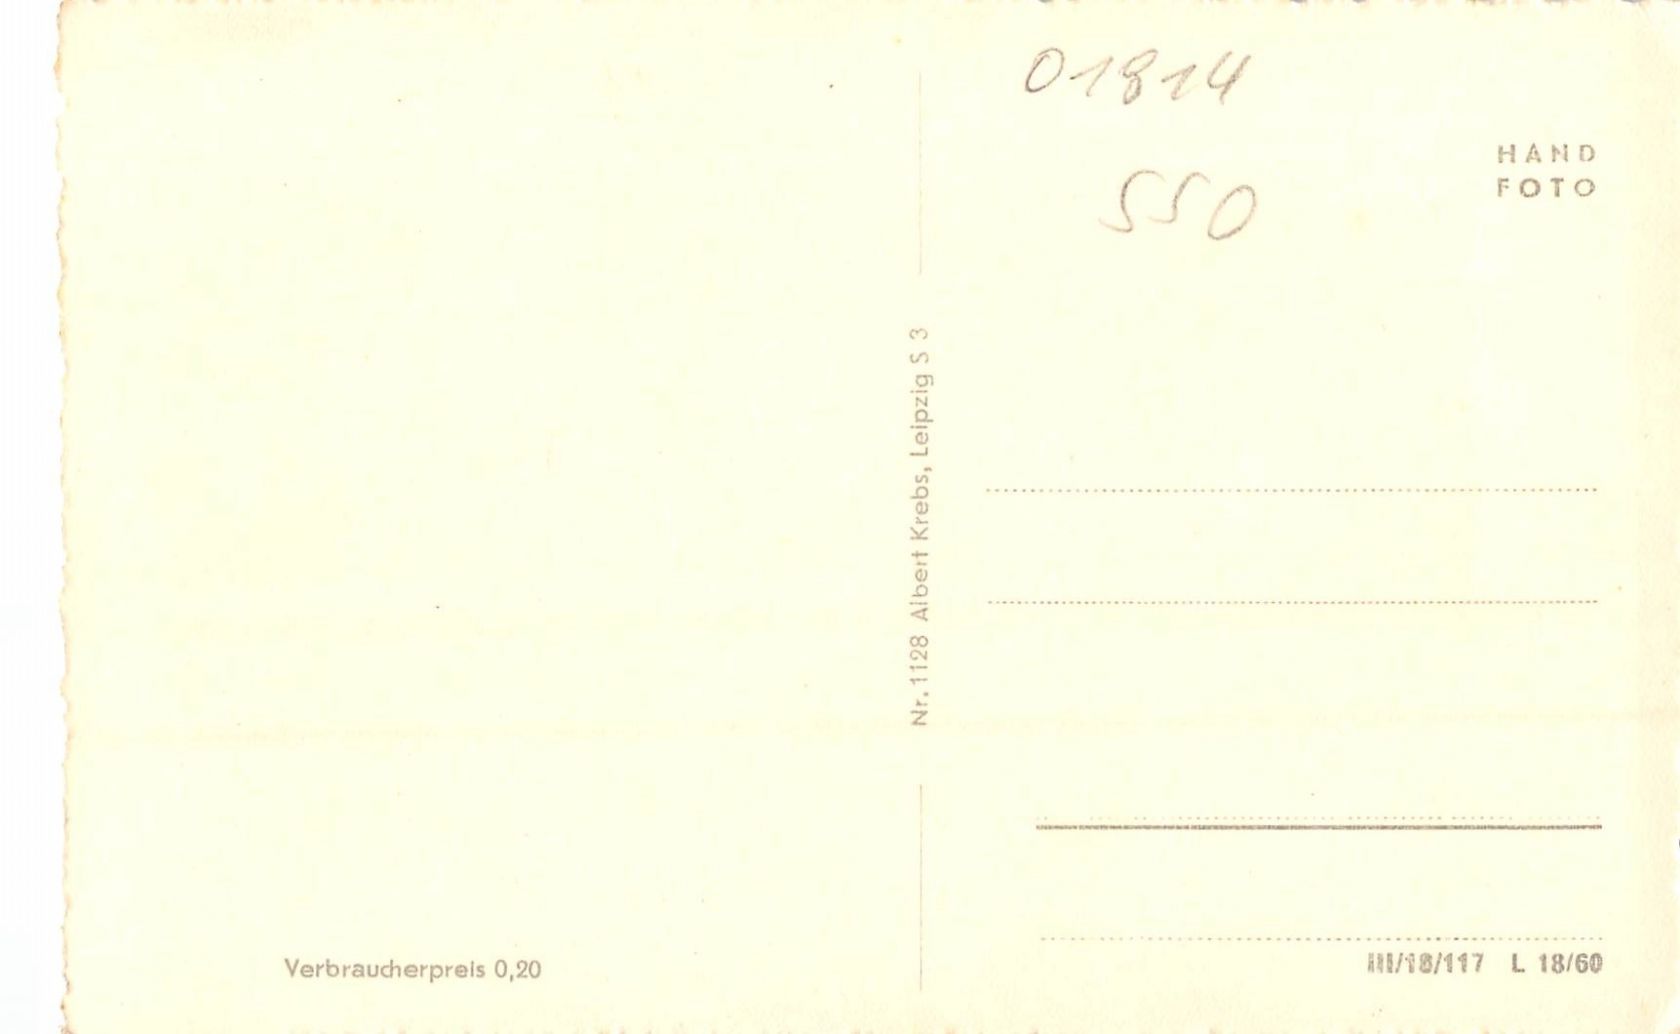 01814
HAND
FOTO
550
Nr. 1128 Albert Krebs, Leipzig S 3
Verbraucherpreis 0,20
III/18/117 L 18/60